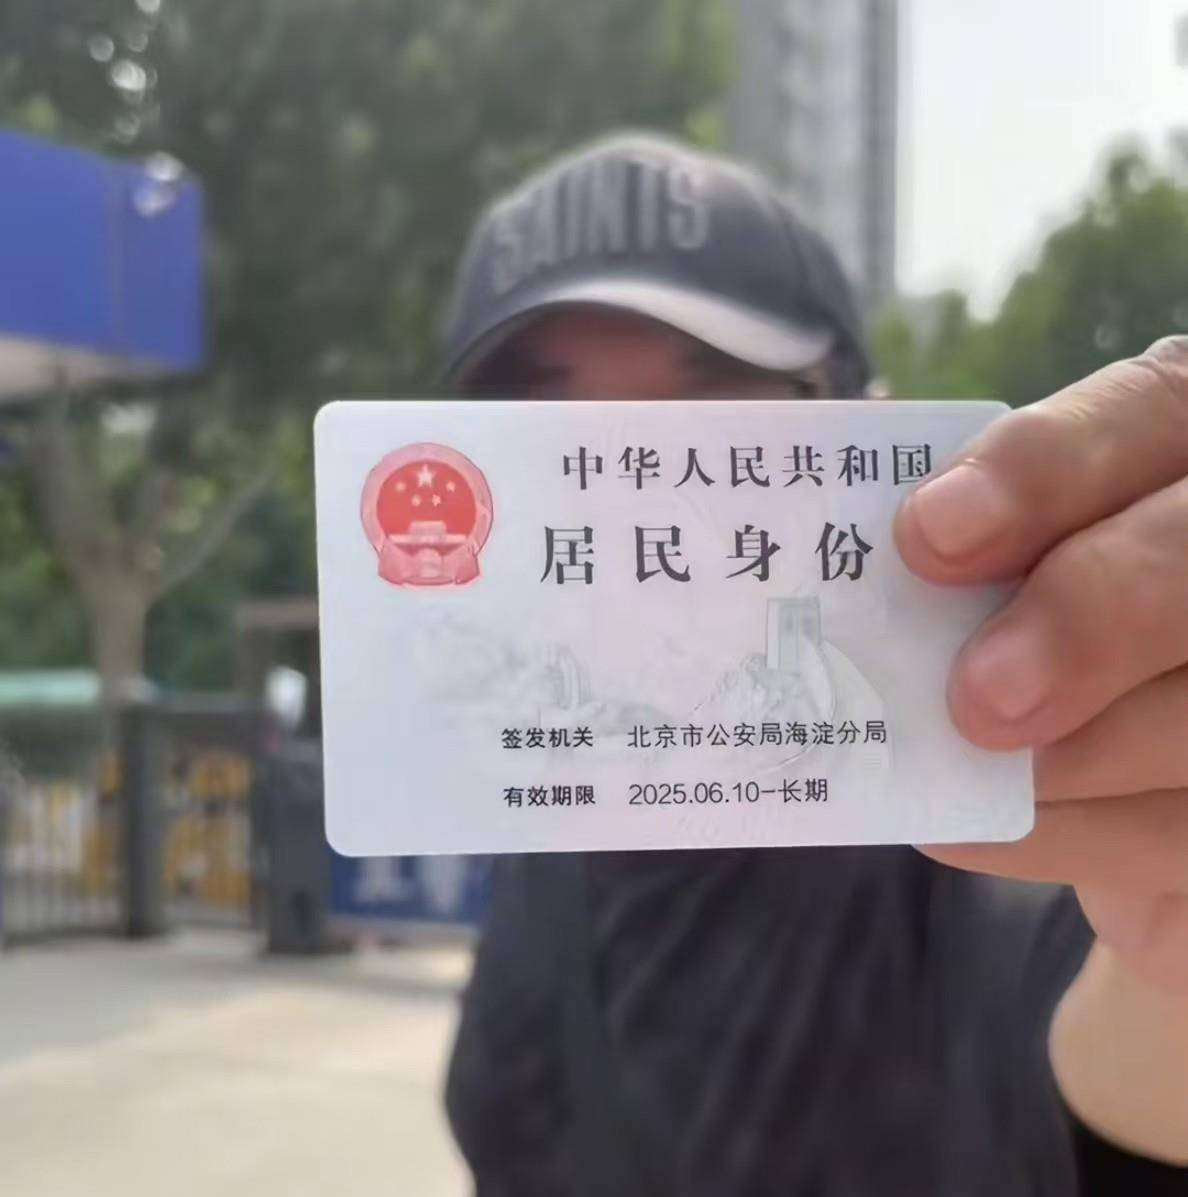 SAINTS
中华人民共和国
居民身份
签发机关 北京市公安局海淀分局
有效期限 2025.06.10-长期